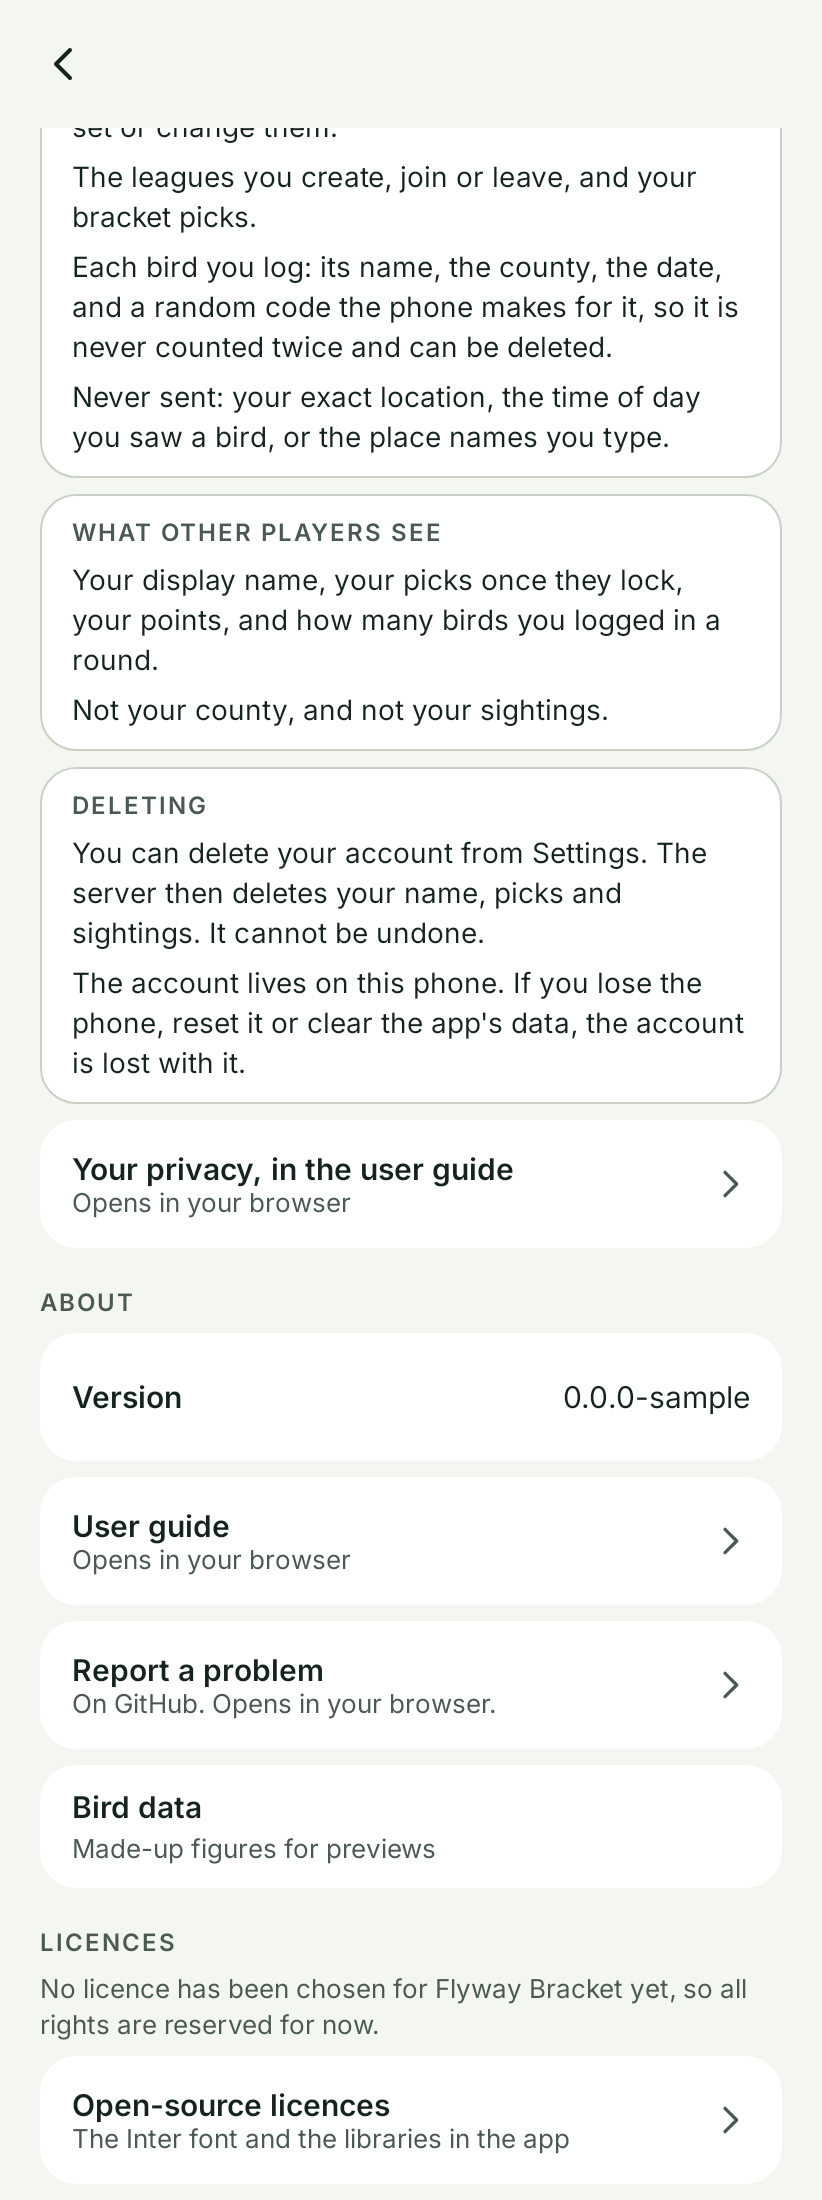 set or change them.
The leagues you create, join or leave, and your
bracket picks.
Each bird you log: its name, the county, the date,
and a random code the phone makes for it, so it is
never counted twice and can be deleted.
Never sent: your exact location, the time of day
you saw a bird, or the place names you type.
WHAT OTHER PLAYERS SEE
Your display name, your picks once they lock,
your points, and how many birds you logged in a
round.
Not your county, and not your sightings.
DELETING
You can delete your account from Settings. The
server then deletes your name, picks and
sightings. It cannot be undone.
The account lives on this phone. If you lose the
phone, reset it or clear the app's data, the account
is lost with it.
Your privacy, in the user guide
Opens in your browser
ABOUT
Version 0.0.0-sample
User guide
Opens in your browser
Report a problem
On GitHub. Opens in your browser.
Bird data
Made-up figures for previews
LICENCES
No licence has been chosen for Flyway Bracket yet, so all
rights are reserved for now.
Open-source licences
The Inter font and the libraries in the app